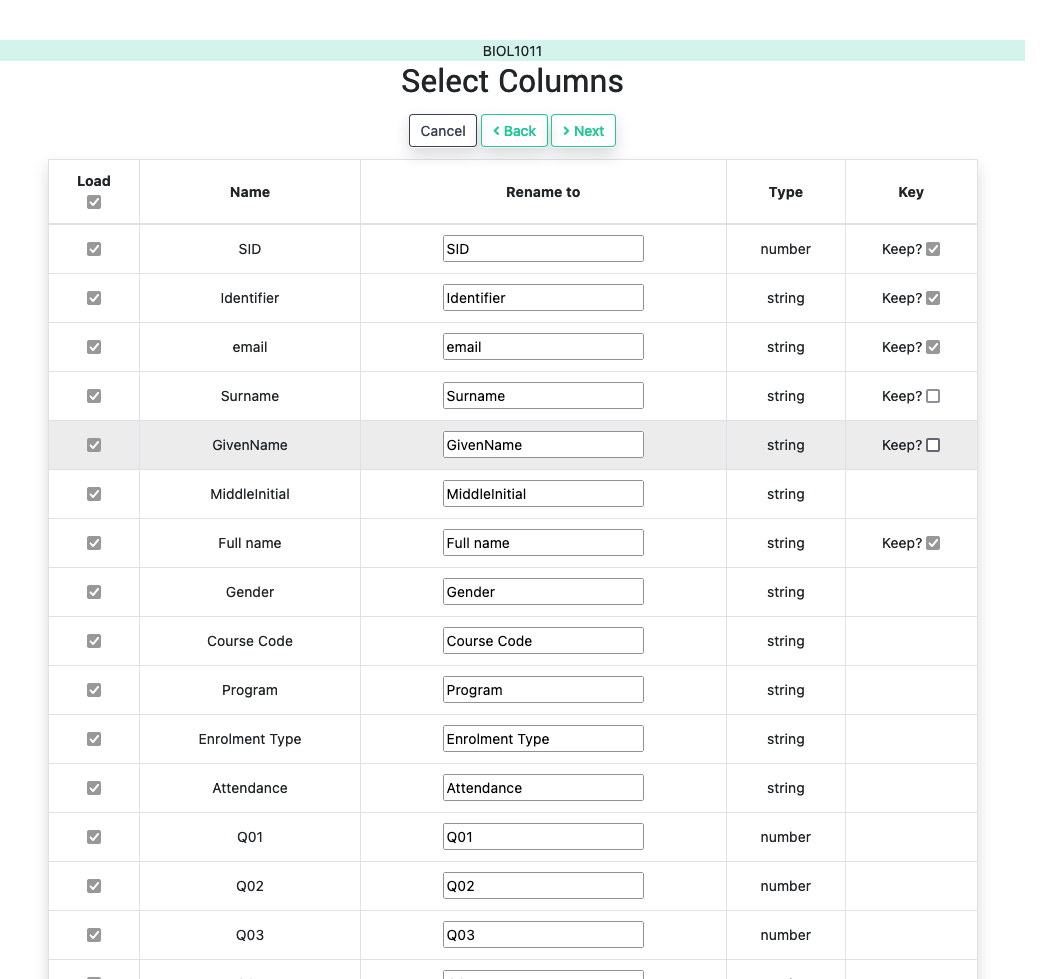 BIOL1011
Select Columns
Cancel Back Next
Load Name Rename to Type Key
SID SID number Keep?
Identifier Identifier string Keep?
email email string Keep?
Surname Surname string Keep?
GivenName GivenName string Keep?
MiddleInitial MiddleInitial string
Full name Full name string Keep?
Gender Gender string
Course Code Course Code string
Program Program string
Enrolment Type Enrolment Type string
Attendance Attendance string
Q01 Q01 number
Q02 Q02 number
Q03 Q03 number